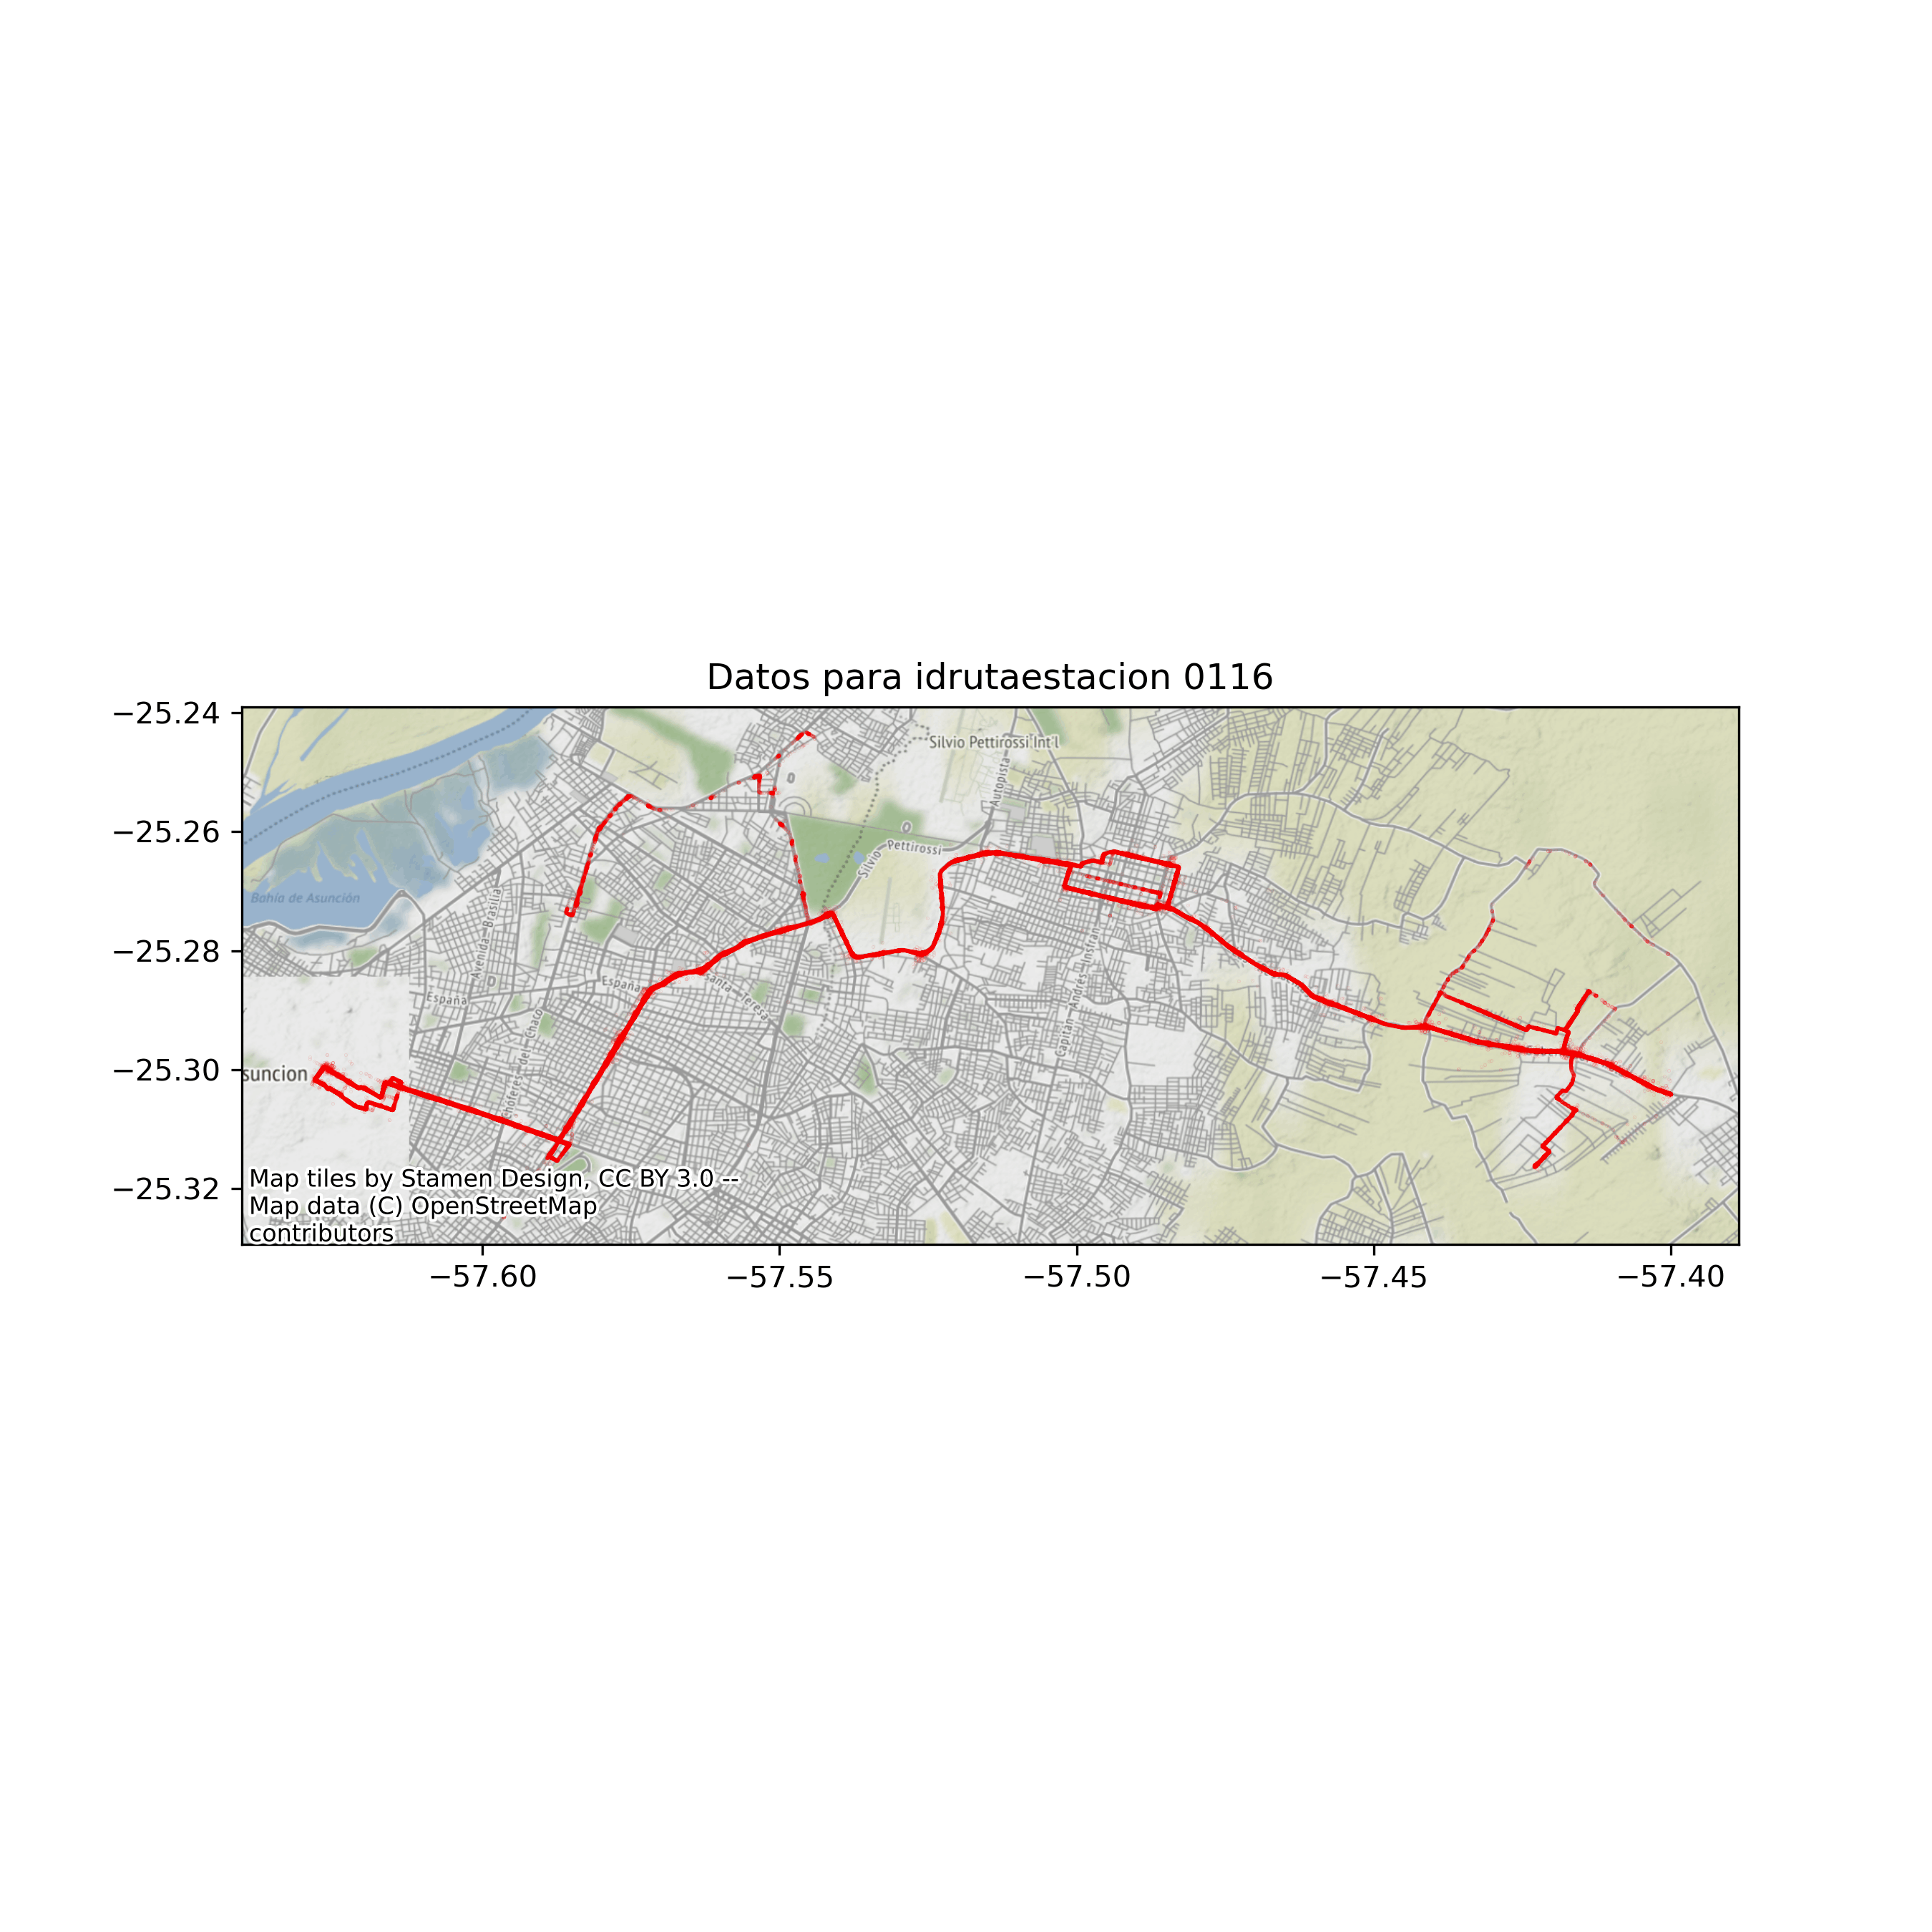 Datos para idrutaestacion 0116
−25.24
−25.26
−25.28
−25.30
−25.32
Silvio Pettirossi Int'l
Autopista
Silvio Pettirossi
Bahía de Asunción
Avenida Brasilia
España
España
Santa Teresa
Choferes del Chaco
Capitán Andrés Insfrán
suncion
Map tiles by Stamen Design, CC BY 3.0 --
Map data (C) OpenStreetMap
contributors
−57.60
−57.55
−57.50
−57.45
−57.40